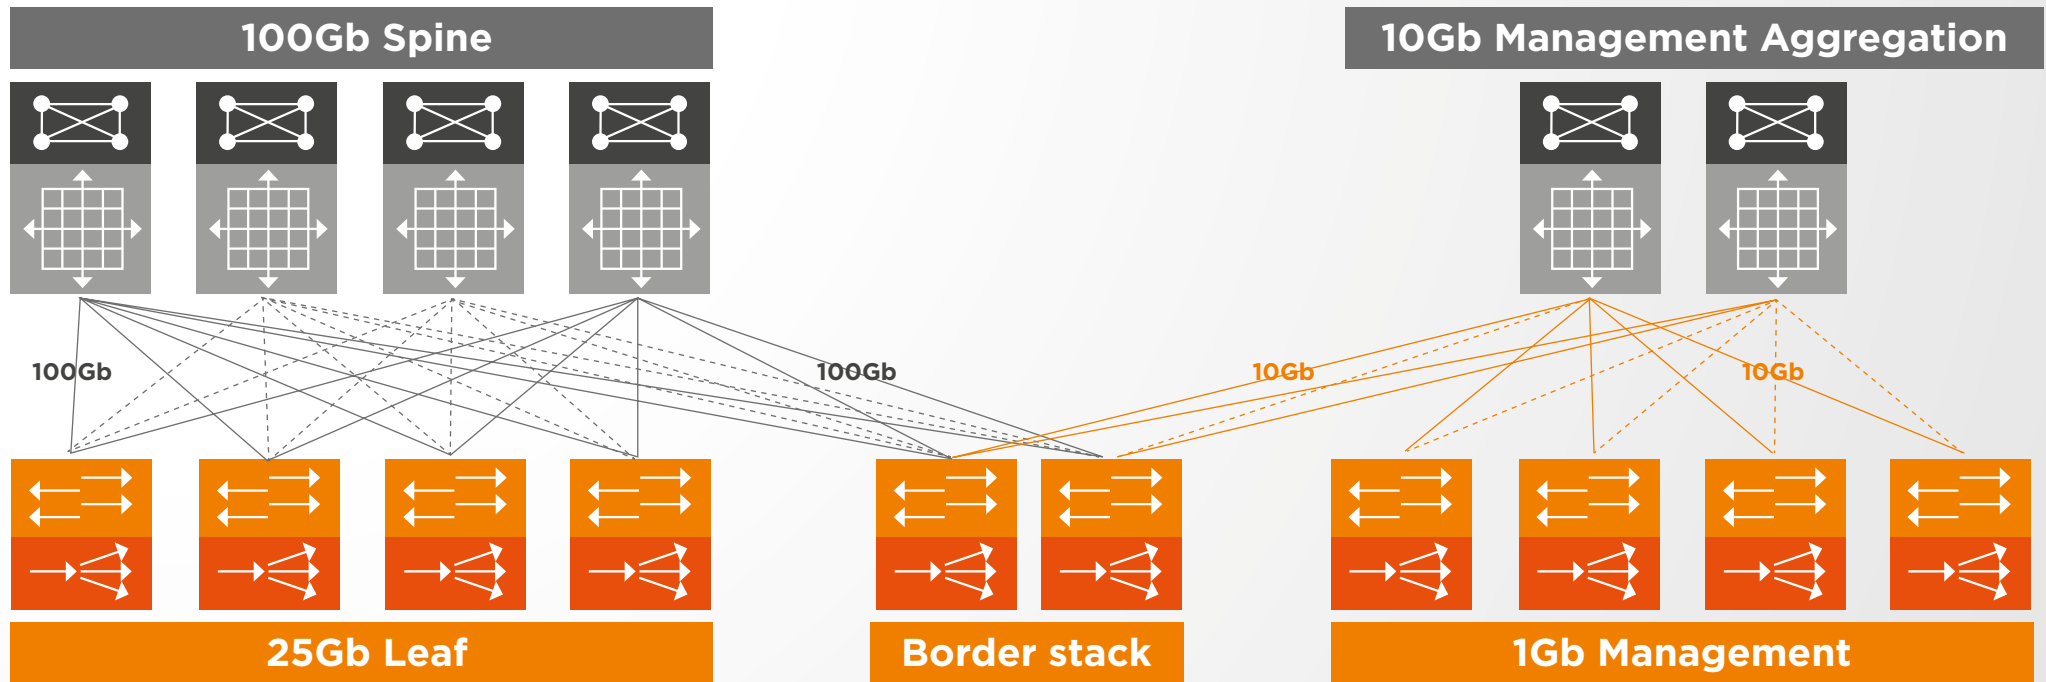 100Gb Spine
10Gb Management Aggregation
100Gb
100Gb
10Gb
10Gb
25Gb Leaf
Border stack
1Gb Management